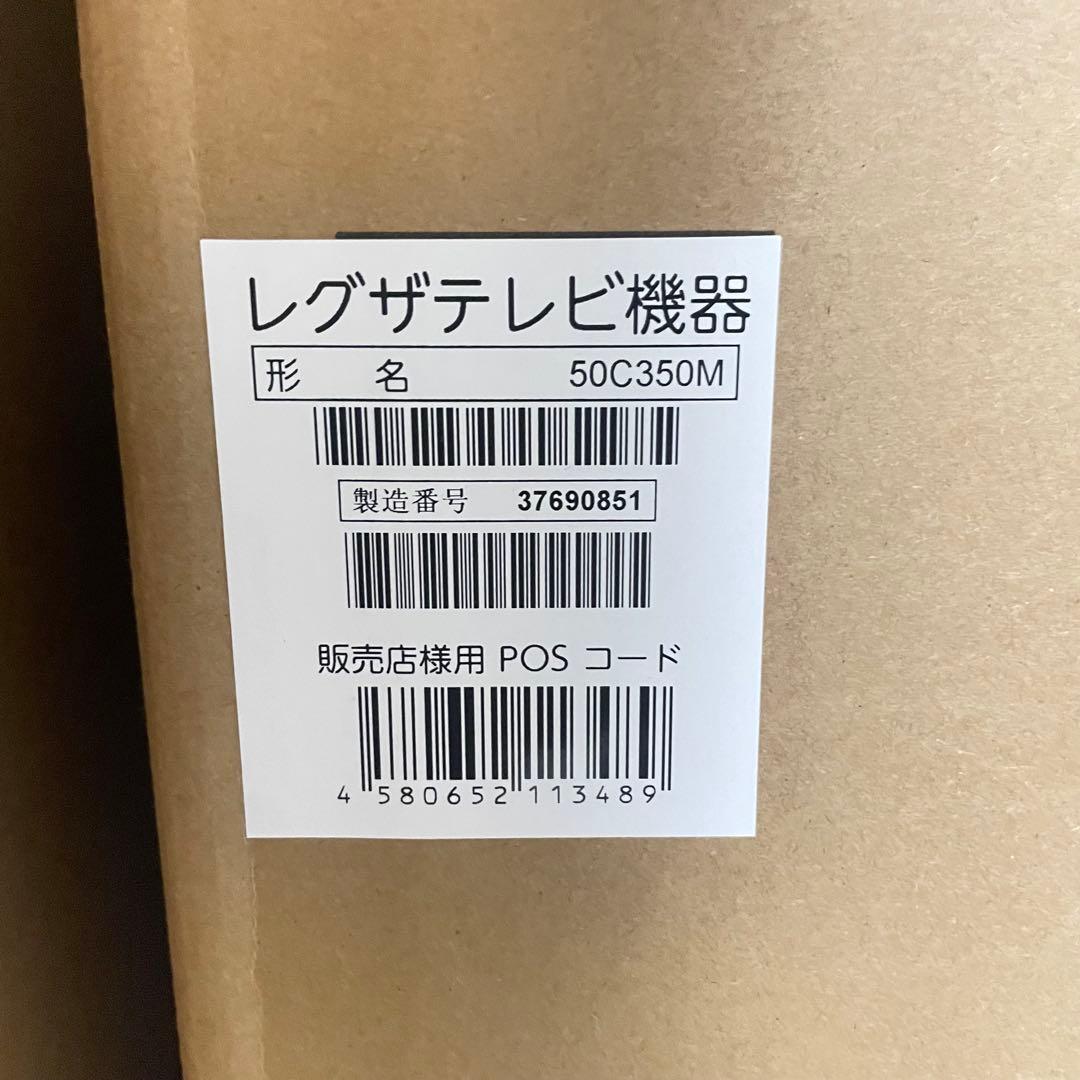 レグザテレビ機器
形 名 50C350M
製造番号 37690851
販売店様用 POS コード
4 580652 113489